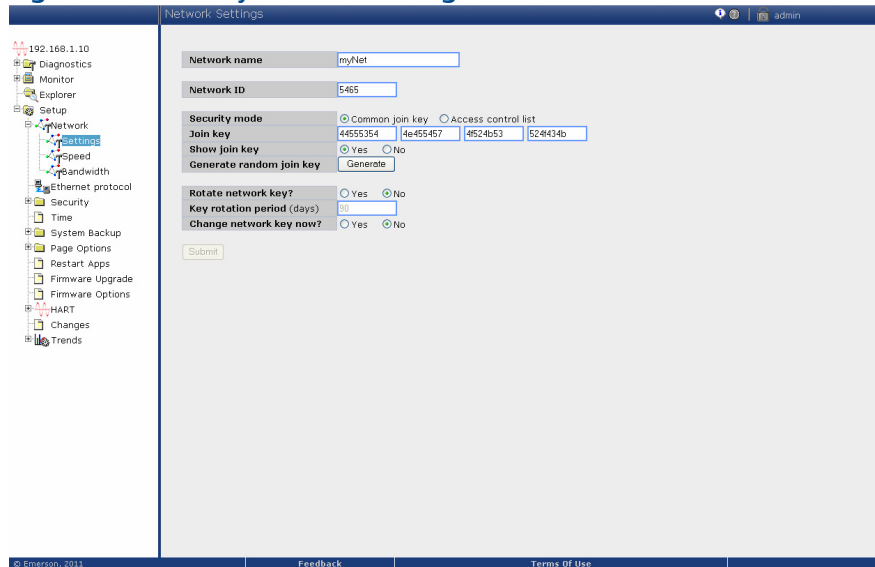 Network Settings
admin
192.168.1.10
Diagnostics
Monitor
Explorer
Setup
Network
Settings
Speed
Bandwidth
Ethernet protocol
Security
Time
System Backup
Page Options
Restart Apps
Firmware Upgrade
Firmware Options
HART
Changes
Trends
Network name myNet
Network ID 5465
Security mode Common join key Access control list
Join key 44555354 4e455457 4f524b53 524f434b
Show join key Yes No
Generate random join key Generate
Rotate network key? Yes No
Key rotation period (days) 90
Change network key now? Yes No
Submit
© Emerson, 2011 Feedback Terms Of Use